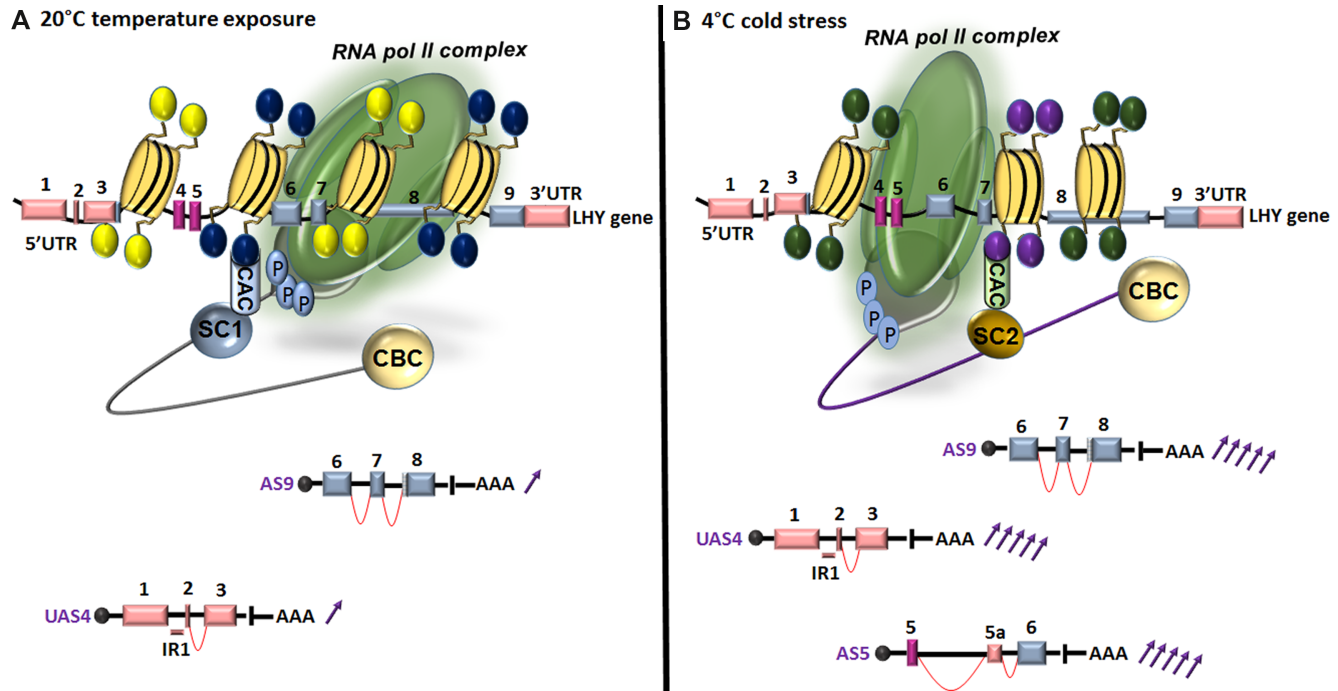 A 20°C temperature exposure
RNA pol II complex
1 2 3 4 5 6 7 8 9 3’UTR
5’UTR
LHY gene
CAC
P
P
P
SC1
CBC
6 7 8
AS9 AAA
1 2 3
UAS4 AAA
IR1
B 4°C cold stress
RNA pol II complex
1 2 3 4 5 6 7 8 9 3’UTR
5’UTR
LHY gene
CAC
P
P
P
SC2
CBC
6 7 8
AS9 AAA
1 2 3
UAS4 AAA
IR1
5 5a 6
AS5 AAA